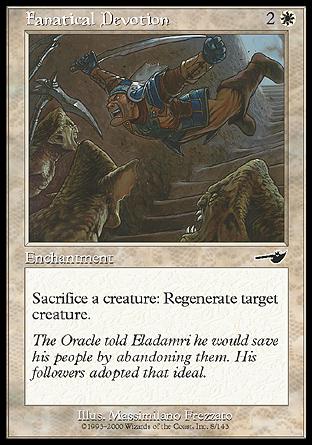 Fanatical Devotion 2
Enchantment
Sacrifice a creature: Regenerate target
creature.
The Oracle told Eladamri he would save
his people by abandoning them. His
followers adopted that ideal.
Illus. Massimiliano Frezzato
©1993-2000 Wizards of the Coast, Inc. 8/143